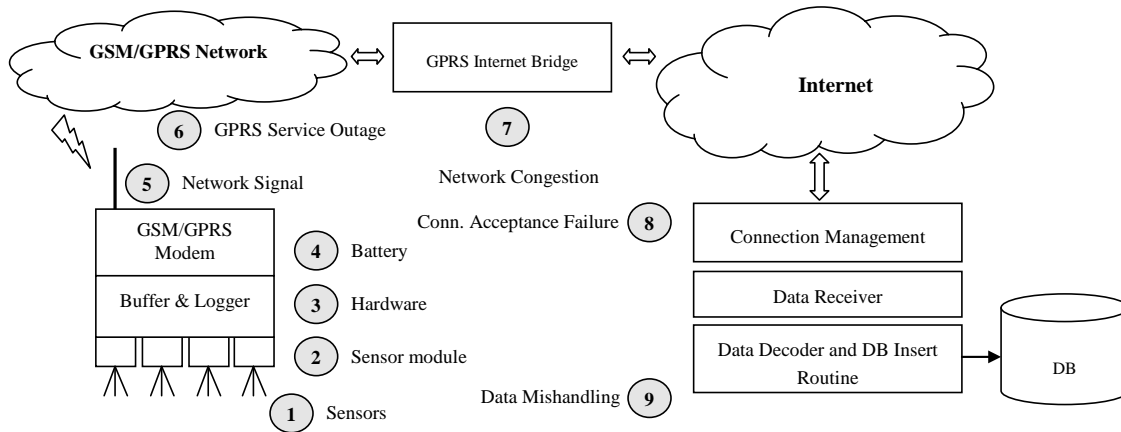 GSM/GPRS Network
GPRS Internet Bridge
Internet
6 GPRS Service Outage
7
Network Congestion
5 Network Signal
GSM/GPRS
Modem
Conn. Acceptance Failure 8
Connection Management
4 Battery
Buffer & Logger
3 Hardware
Data Receiver
2 Sensor module
Data Decoder and DB Insert
Routine
DB
1 Sensors
Data Mishandling 9